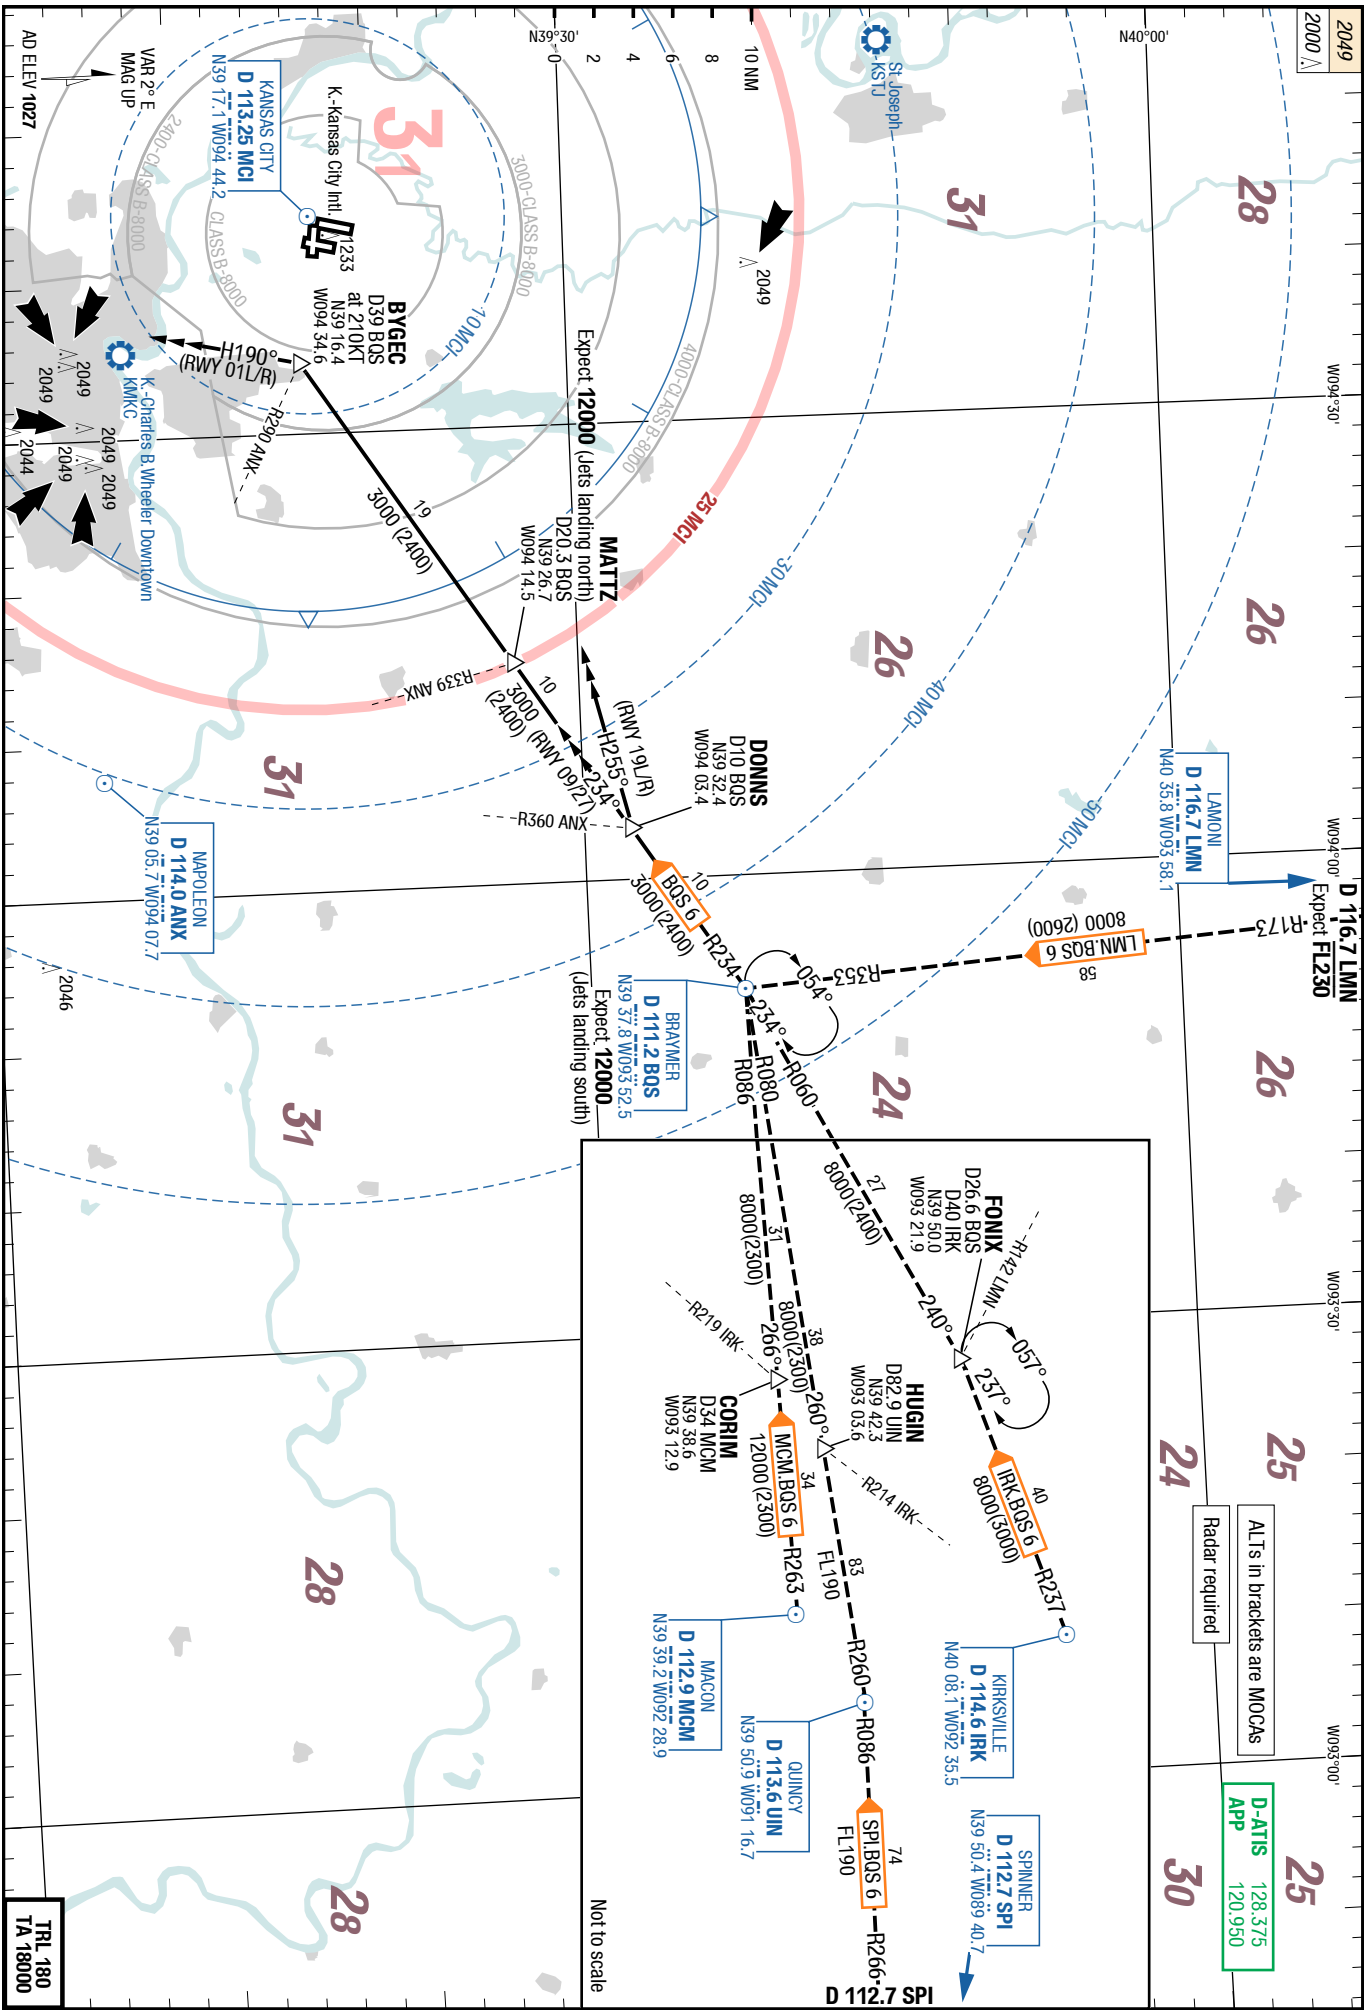 2049
2000
St Joseph
KSTJ
N39°30'
N40°00'
0
2
4
6
8
10 NM
AD ELEV 1027
VAR 2° E
MAG UP
KANSAS CITY
D 113.25 MCI
N39 17.1 W094 44.2
K.-Kansas City Intl.
1233
31
2400-CLASS B-8000
CLASS B-8000
3000-CLASS B-8000
4000-CLASS B-8000
10 MCI
25 MCI
30 MCI
40 MCI
50 MCI
31
28
2049
BYGEC
D39 BQS
at 210KT
N39 16.4
W094 34.6
H190°
(RWY 01L/R)
R290 ANX
K.-Charles B.Wheeler Downtown
KMKC
2049
2049
2049
2049
2049
2044
W094°30'
Expect 12000 (Jets landing north)
19
3000 (2400)
MATTZ
D20.3 BQS
N39 26.7
W094 14.5
R339 ANX
10
3000
(2400)
(RWY 09/27)
234°
H255°
(RWY 19L/R)
26
26
31
DONNS
D10 BQS
N39 32.4
W094 03.4
R360 ANX
NAPOLEON
D 114.0 ANX
N39 05.7 W094 07.7
LAMONI
D 116.7 LMN
N40 35.8 W093 58.1
W094°00'
D 116.7 LMN
Expect FL230
R173
LMN.BQS 6
8000 (2600)
58
R353
10
BQS 6
3000(2400)
R234
054°
234°
BRAYMER
D 111.2 BQS
N39 37.8 W093 52.5
Expect 12000
(Jets landing south)
2046
26
24
31
R060
R080
R086
27
8000(2400)
FONIX
D26.6 BQS
D40 IRK
N39 50.0
W093 21.9
R142 LMN
240°
057°
237°
40
IRK.BQS 6
8000(3000)
R237
KIRKSVILLE
D 114.6 IRK
N40 08.1 W092 35.5
W093°30'
31
8000(2300)
38
8000(2300)
260°
266°
R219 IRK
HUGIN
D82.9 UIN
N39 42.3
W093 03.6
R214 IRK
CORIM
D34 MCM
N39 38.6
W093 12.9
34
MCM.BQS 6
12000(2300)
R263
MACON
D 112.9 MCM
N39 39.2 W092 28.9
83
FL190
R260
QUINCY
D 113.6 UIN
N39 50.9 W091 16.7
R086
74
SPI.BQS 6
FL190
R266
D 112.7 SPI
SPINNER
D 112.7 SPI
N39 50.4 W089 40.7
Not to scale
25
24
28
ALTs in brackets are MOCAs
Radar required
W093°00'
D-ATIS 128.375
APP 120.950
25
30
28
TRL 180
TA 18000